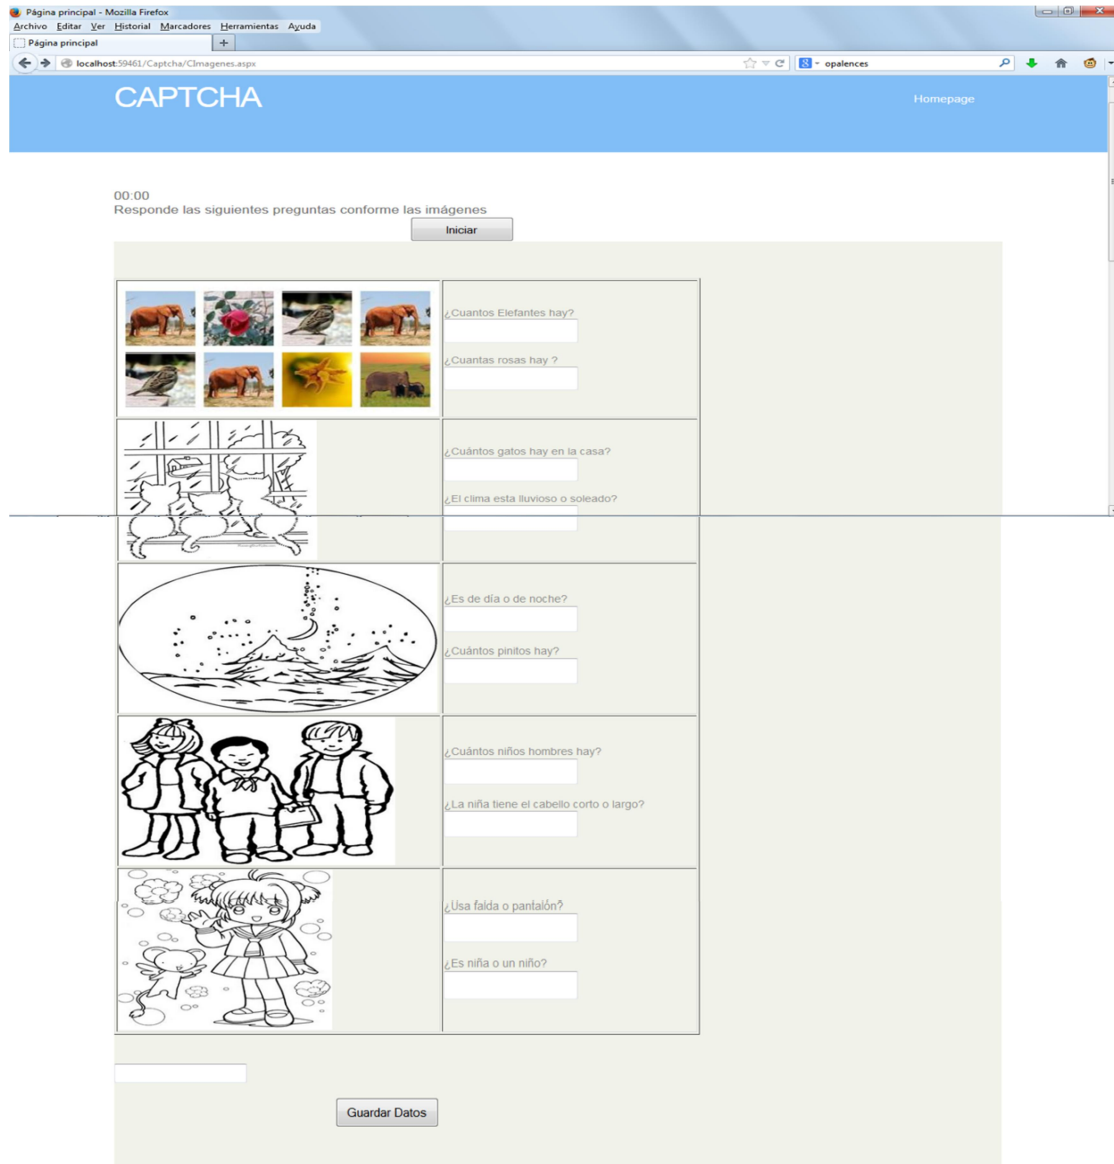 Página principal - Mozilla Firefox
Archivo Editar Ver Historial Marcadores Herramientas Ayuda
Página principal +
localhost:59461/Captcha/CImagenes.aspx
8 - opalences
CAPTCHA
Homepage
00:00
Responde las siguientes preguntas conforme las imágenes
Iniciar
¿Cuantos Elefantes hay?
¿Cuantas rosas hay ?
¿Cuántos gatos hay en la casa?
¿El clima esta lluvioso o soleado?
¿Es de día o de noche?
¿Cuántos pinitos hay?
¿Cuántos niños hombres hay?
¿La niña tiene el cabello corto o largo?
¿Usa falda o pantalón?
¿Es niña o un niño?
Guardar Datos